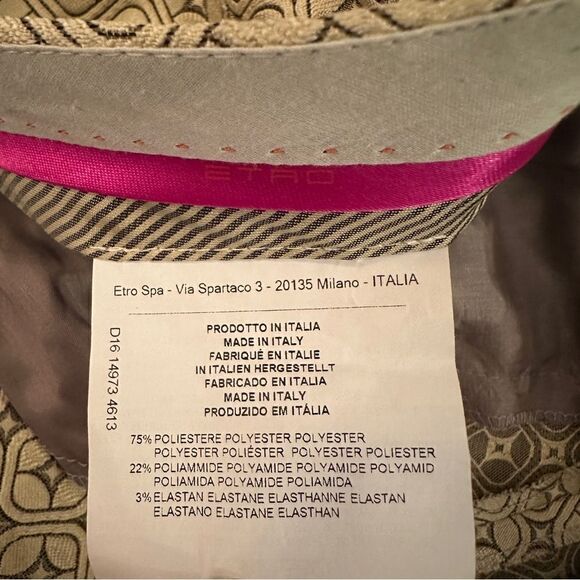 ETRO
Etro Spa - Via Spartaco 3 - 20135 Milano - ITALIA
D16 14973 4613
PRODOTTO IN ITALIA
MADE IN ITALY
FABRIQUÉ EN ITALIE
IN ITALIEN HERGESTELLT
FABRICADO EN ITALIA
MADE IN ITALY
PRODUZIDO EM ITÁLIA
75% POLIESTERE POLYESTER POLYESTER
POLYESTER POLIÉSTER POLYESTER POLIESTER
22% POLIAMMIDE POLYAMIDE POLYAMIDE POLYAMID
POLIAMIDA POLYAMIDE POLIAMIDA
3% ELASTAN ELASTANE ELASTHANNE ELASTAN
ELASTANO ELASTANE ELASTHAN